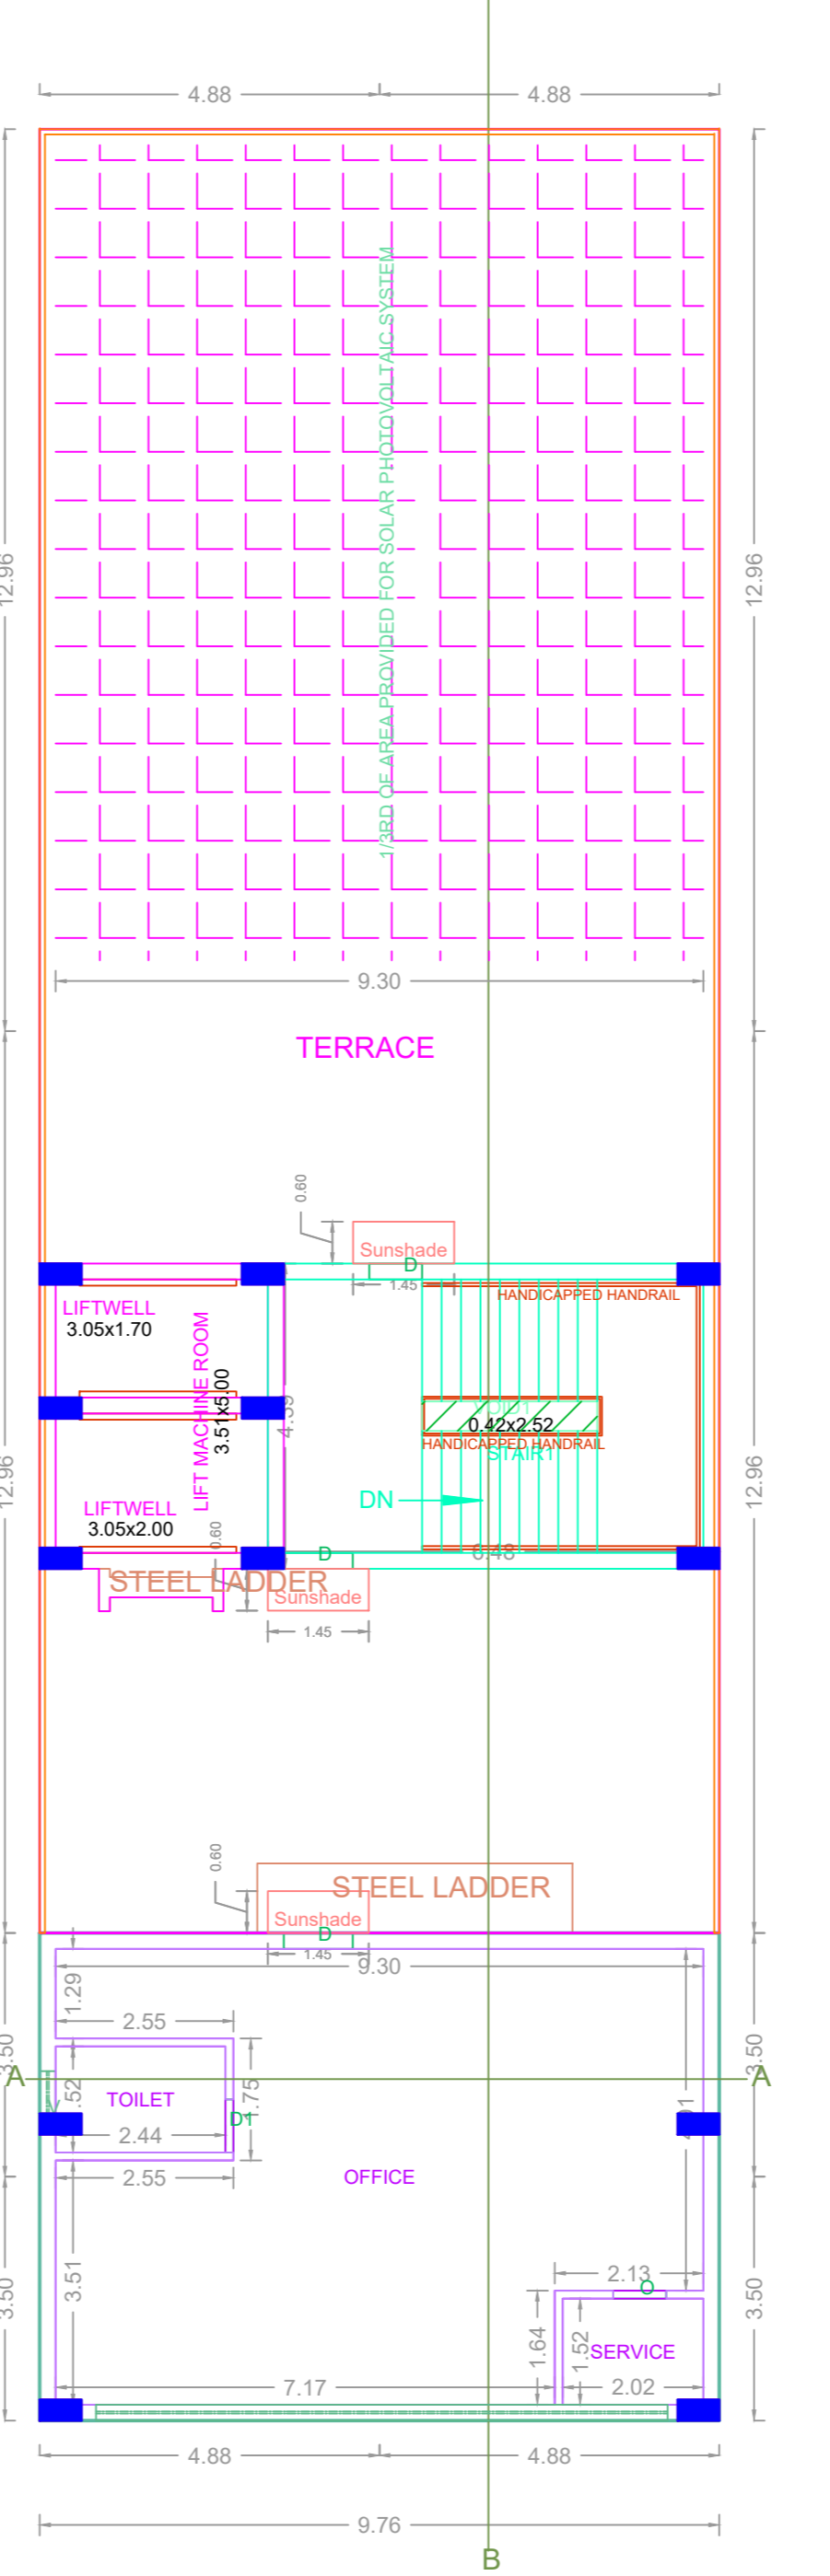 4.88
4.88
12.96
12.96
1/3RD OF AREA PROVIDED FOR SOLAR PHOTOVOLTAIC SYSTEM
9.30
TERRACE
0.60
Sunshade
D
1.45
HANDICAPPED HANDRAIL
LIFTWELL
3.05x1.70
LIFT MACHINE ROOM
3.51x5.00
4.39
VOID1
0.42x2.52
HANDICAPPED HANDRAIL
STAIR1
12.96
12.96
DN
LIFTWELL
3.05x2.00
0.60
D
6.48
STEEL LADDER
Sunshade
1.45
0.60
STEEL LADDER
Sunshade
D
1.45
9.30
1.29
2.55
3.50
3.50
A
A
1.75
TOILET
D1
2.44
2.55
OFFICE
3.51
2.13
O
3.50
3.50
1.64
1.52
SERVICE
7.17
2.02
4.88
4.88
9.76
B